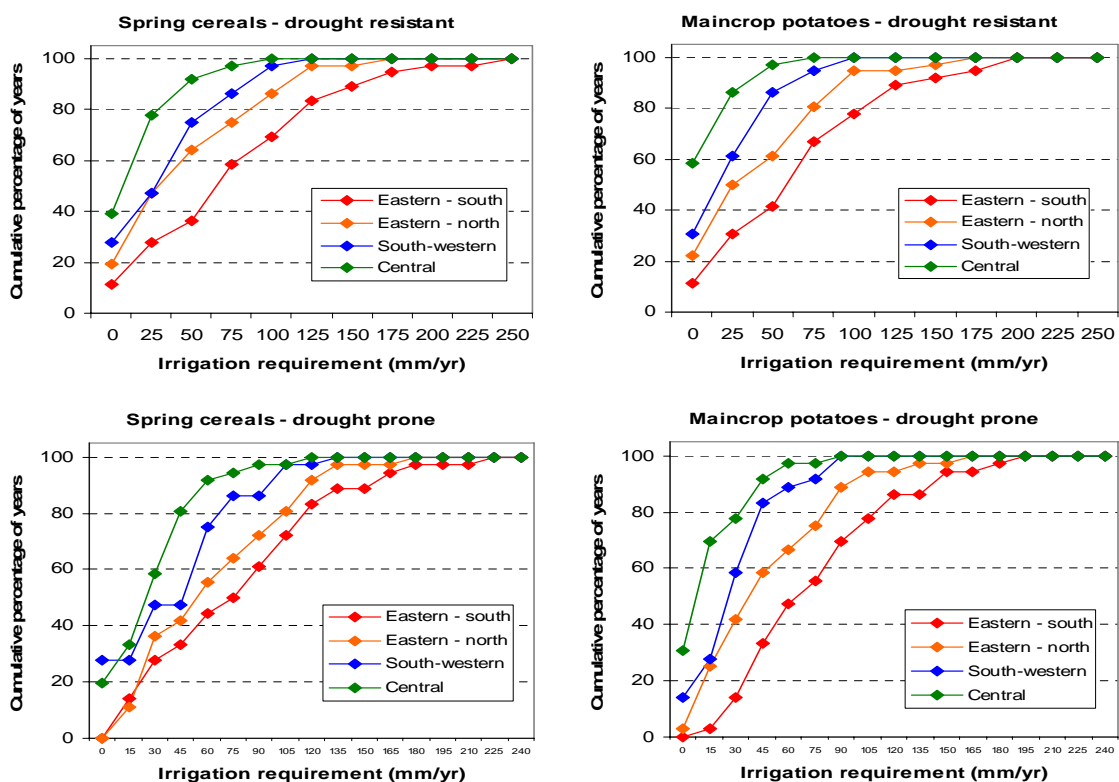 Spring cereals - drought resistant
Cumulative percentage of years
100
80
60
40
20
0
Eastern - south
Eastern - north
South-western
Central
0 25 50 75 100 125 150 175 200 225 250
Irrigation requirement (mm/yr)
Maincrop potatoes - drought resistant
Cumulative percentage of years
100
80
60
40
20
0
Eastern - south
Eastern - north
South-western
Central
0 25 50 75 100 125 150 175 200 225 250
Irrigation requirement (mm/yr)
Spring cereals - drought prone
Cumulative percentage of years
100
80
60
40
20
0
Eastern - south
Eastern - north
South-western
Central
0 15 30 45 60 75 90 105 120 135 150 165 180 195 210 225 240
Irrigation requirement (mm/yr)
Maincrop potatoes - drought prone
Cumulative percentage of years
100
80
60
40
20
0
Eastern - south
Eastern - north
South-western
Central
0 15 30 45 60 75 90 105 120 135 150 165 180 195 210 225 240
Irrigation requirement (mm/yr)